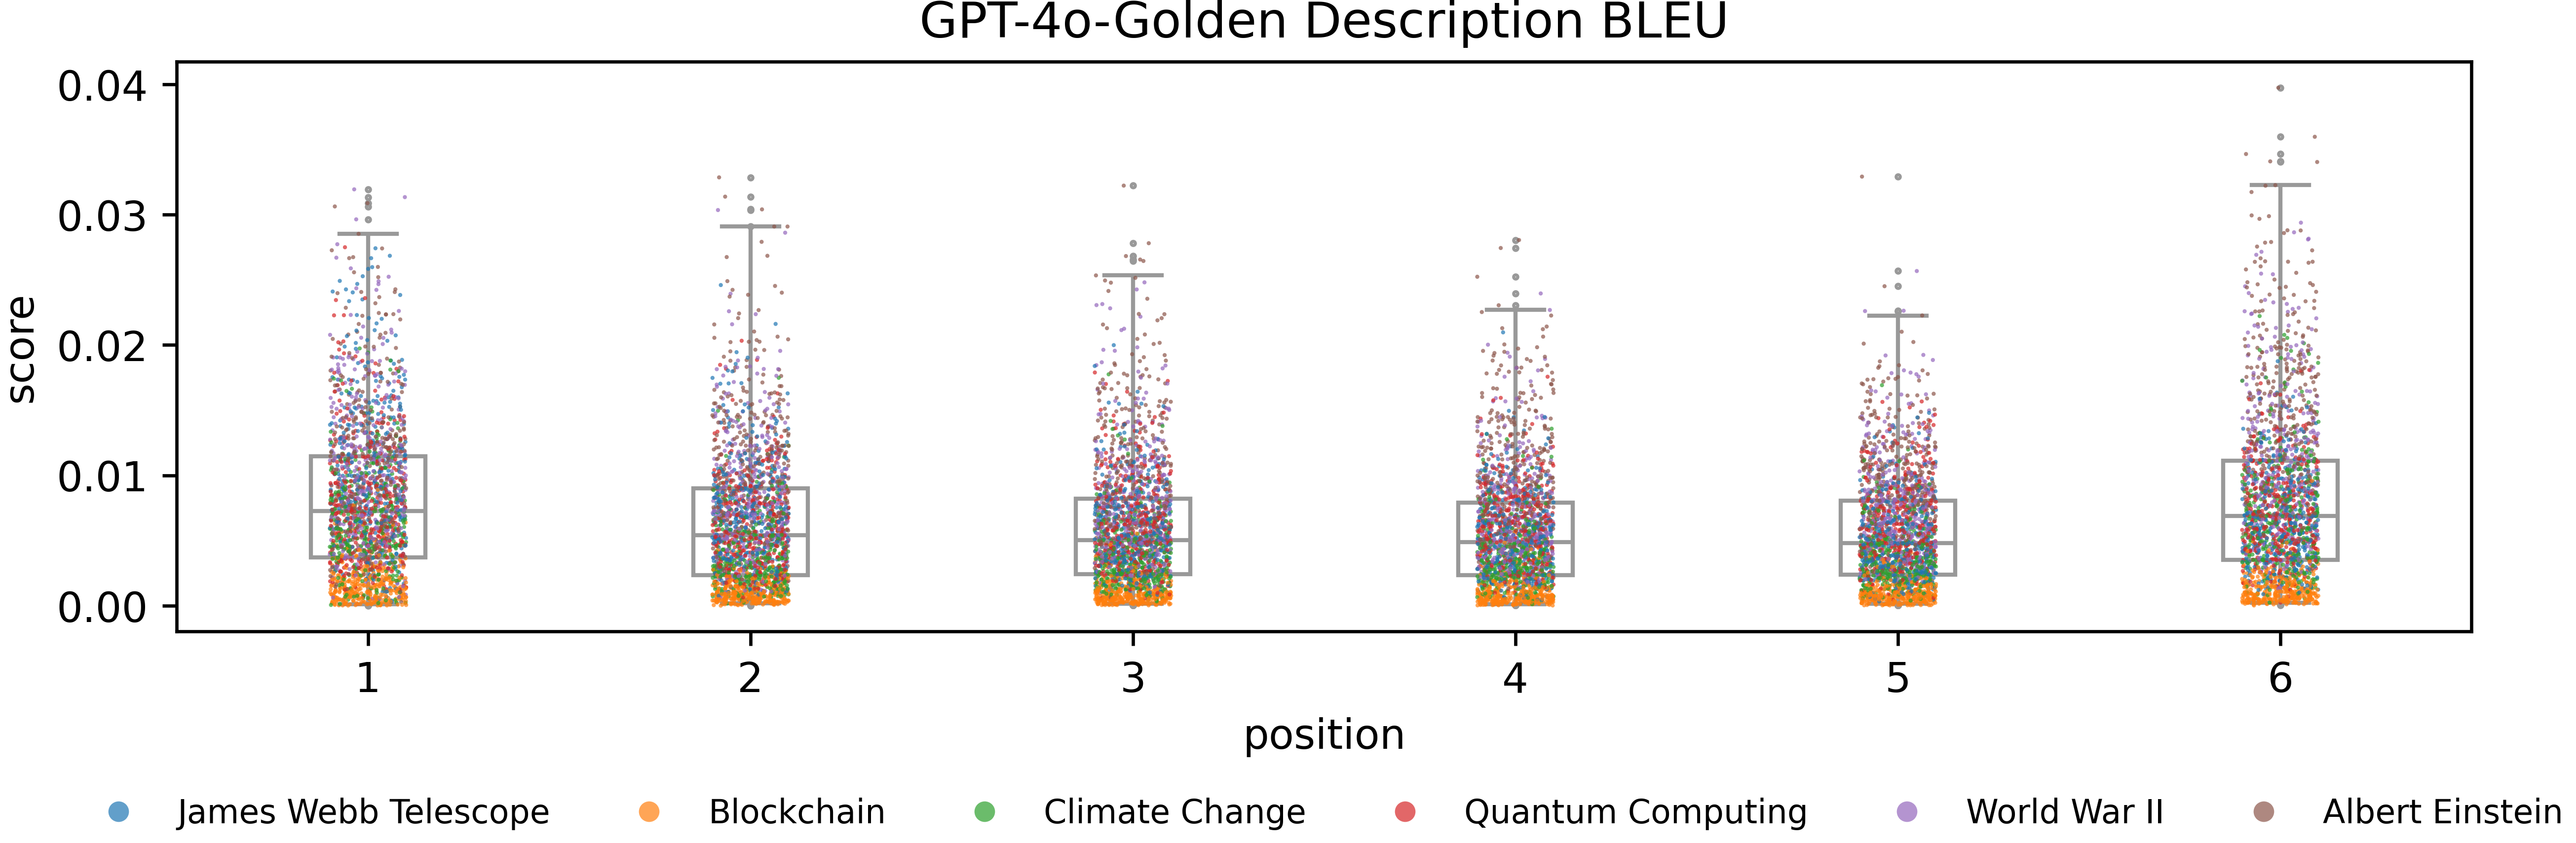 GPT-4o-Golden Description BLEU
0.04
0.03
0.02
0.01
0.00
score
1 2 3 4 5 6
position
James Webb Telescope Blockchain Climate Change Quantum Computing World War II Albert Einstein